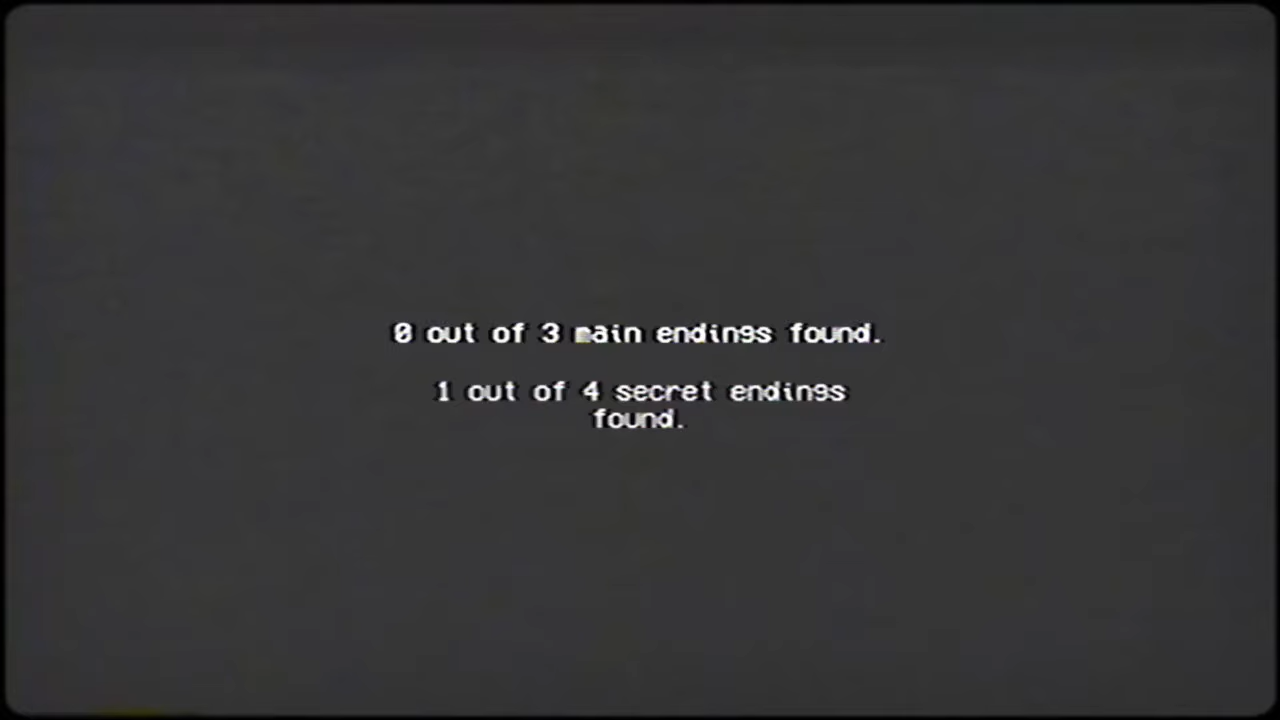 0 out of 3 main endings found.
1 out of 4 secret endings
found.